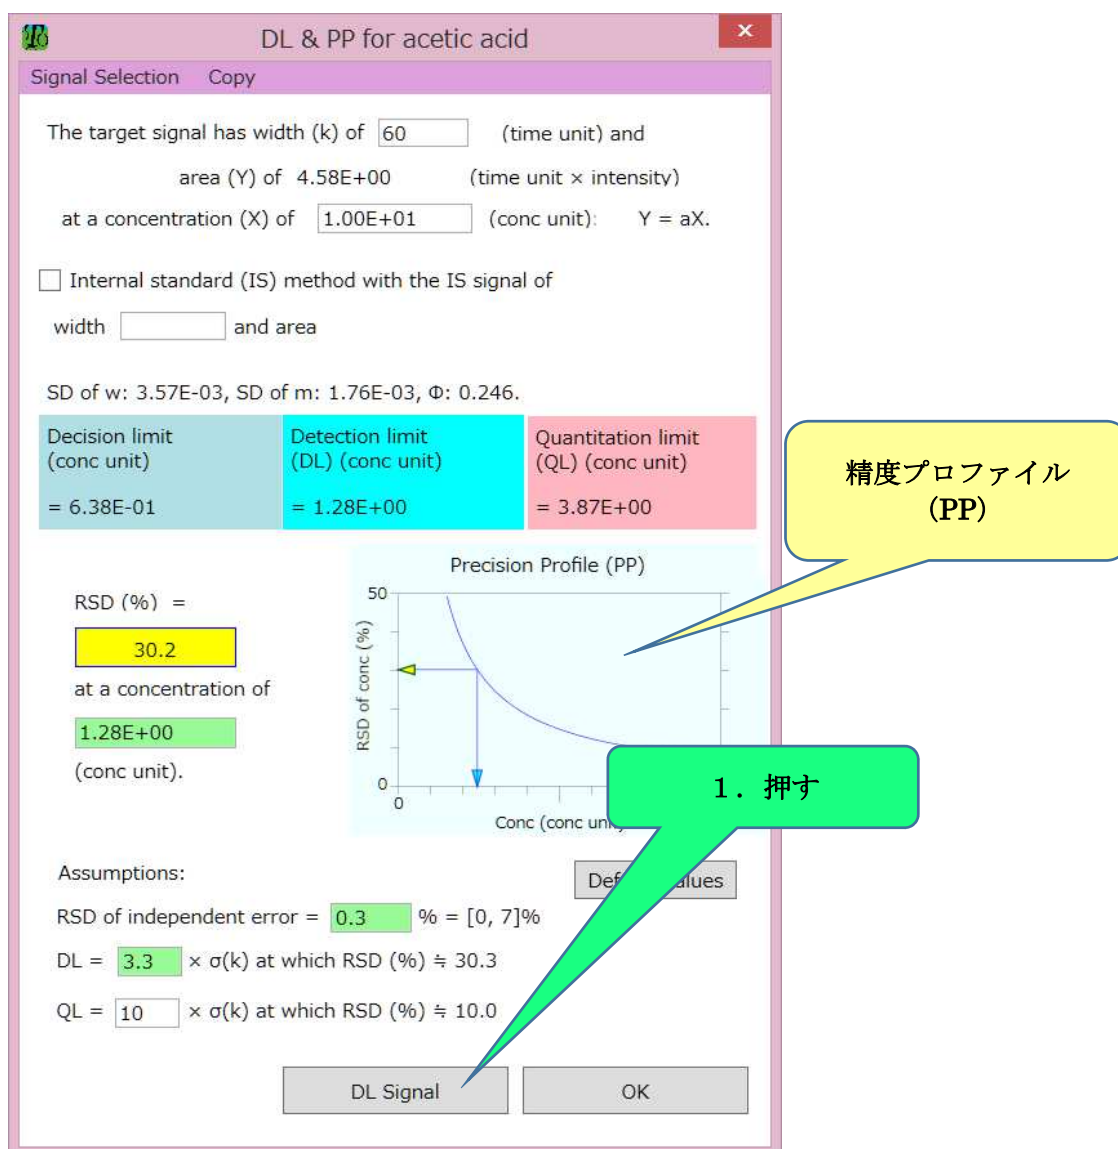 DL & PP for acetic acid
Signal Selection Copy
The target signal has width (k) of 60 (time unit) and
area (Y) of 4.58E+00 (time unit × intensity)
at a concentration (X) of 1.00E+01 (conc unit): Y = aX.
Internal standard (IS) method with the IS signal of
width and area
SD of w: 3.57E-03, SD of m: 1.76E-03, Φ: 0.246.
Decision limit
(conc unit)
= 6.38E-01
Detection limit
(DL) (conc unit)
= 1.28E+00
Quantitation limit
(QL) (conc unit)
= 3.87E+00
精度プロファイル
(PP)
RSD (%) =
30.2
at a concentration of
1.28E+00
(conc unit).
Precision Profile (PP)
50
RSD of conc (%)
0
0
Conc (conc unit)
1．押す
Assumptions:
RSD of independent error = 0.3 % = [0, 7]%
DL = 3.3 × σ(k) at which RSD (%) ≒ 30.3
QL = 10 × σ(k) at which RSD (%) ≒ 10.0
DL Signal
OK